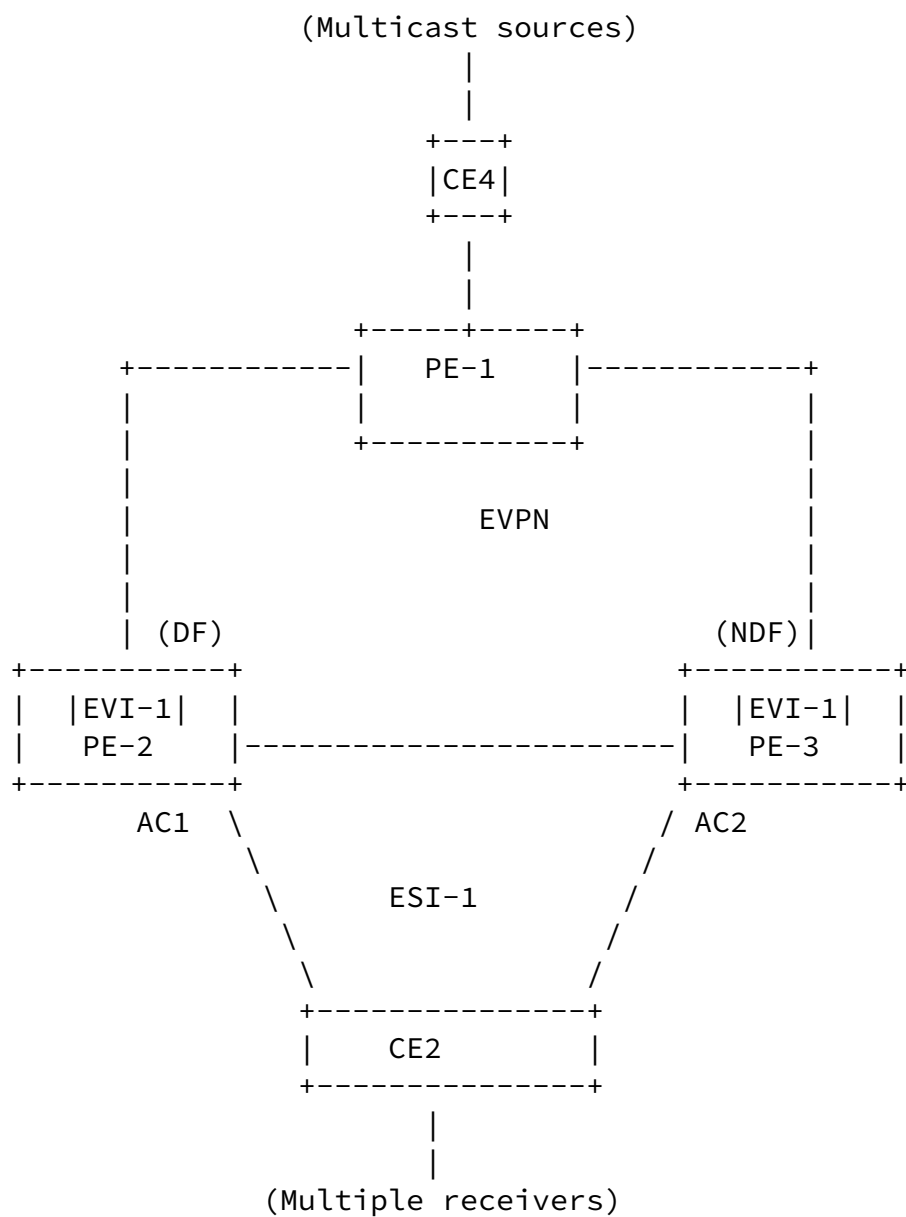 (Multicast sources)
CE4
PE-1
EVPN
(DF) (NDF)
EVI-1 EVI-1
PE-2 PE-3
AC1 AC2
ESI-1
CE2
(Multiple receivers)